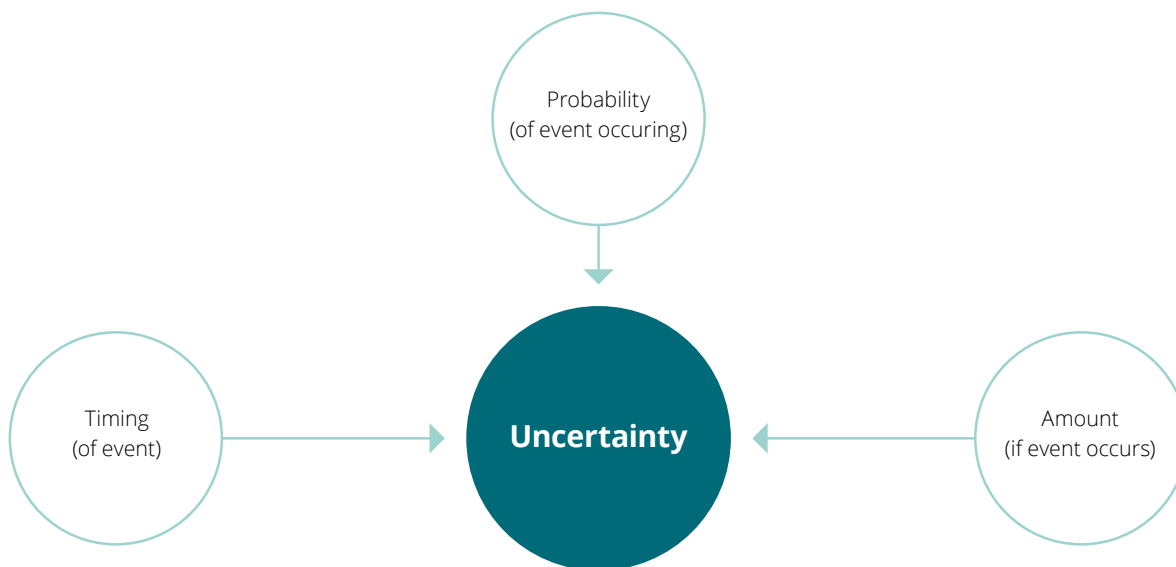 Probability
(of event occuring)
Timing
(of event)
Uncertainty
Amount
(if event occurs)